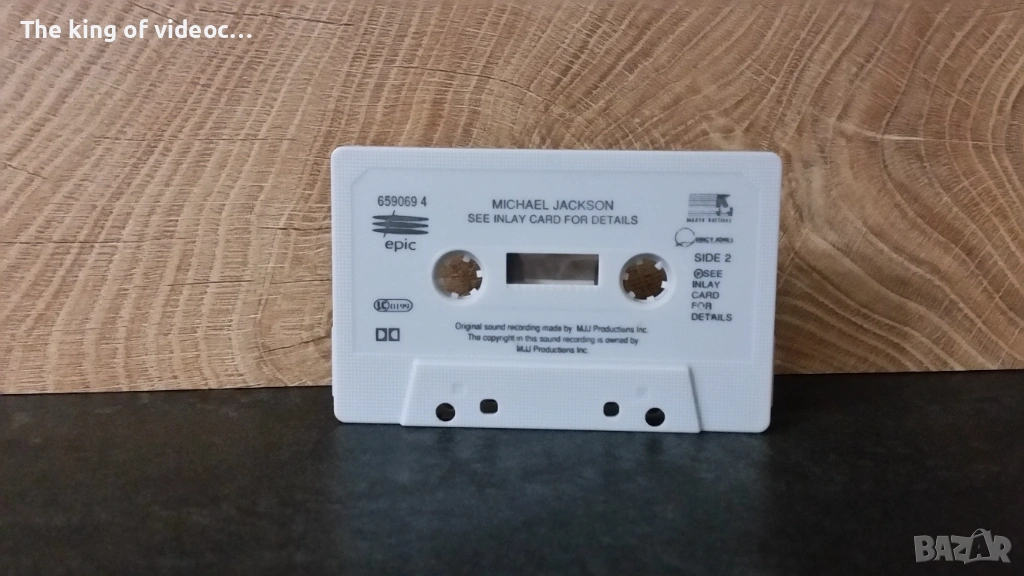 The king of videoc...
659069 4
epic
MICHAEL JACKSON
SEE INLAY CARD FOR DETAILS
SIDE 2
ⓅSEE
INLAY
CARD
FOR
DETAILS
Original sound recording made by MJJ Productions Inc.
The copyright in this sound recording is owned by
MJJ Productions Inc.
BAZAR